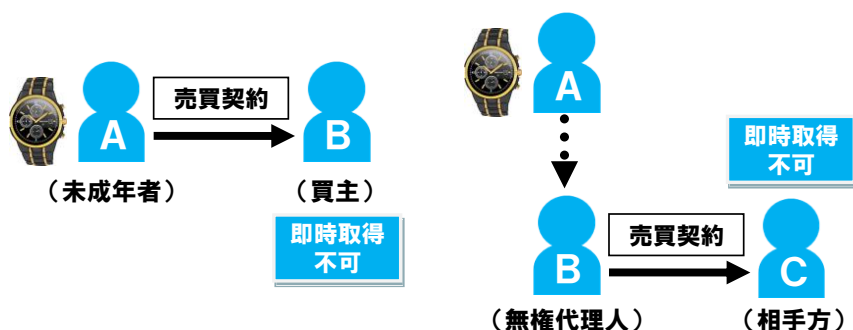 A
売買契約
B
（未成年者）
（買主）
即時取得
不可
A
即時取得
不可
B
売買契約
C
（無権代理人）
（相手方）